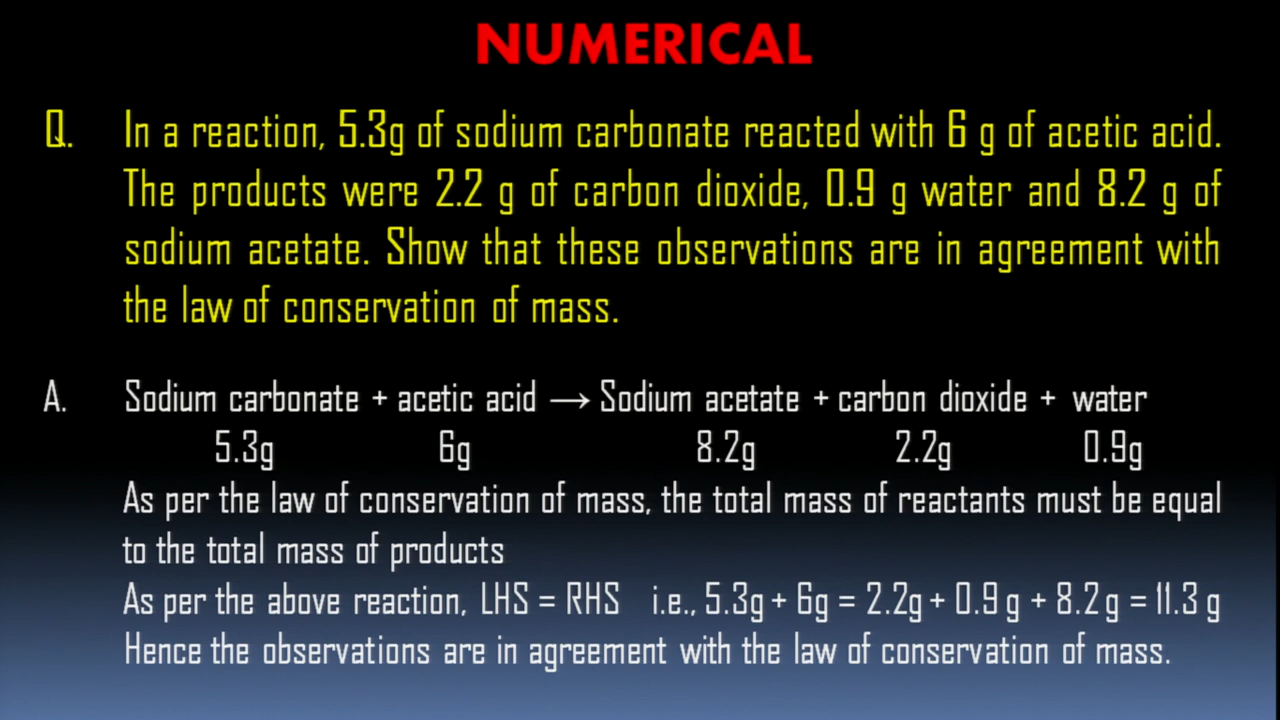 NUMERICAL
Q. In a reaction, 5.3g of sodium carbonate reacted with 6 g of acetic acid.
The products were 2.2 g of carbon dioxide, 0.9 g water and 8.2 g of
sodium acetate. Show that these observations are in agreement with
the law of conservation of mass.
A. Sodium carbonate + acetic acid → Sodium acetate + carbon dioxide + water
5.3g 6g 8.2g 2.2g 0.9g
As per the law of conservation of mass, the total mass of reactants must be equal
to the total mass of products
As per the above reaction, LHS = RHS i.e., 5.3g + 6g = 2.2g + 0.9 g + 8.2 g = 11.3 g
Hence the observations are in agreement with the law of conservation of mass.